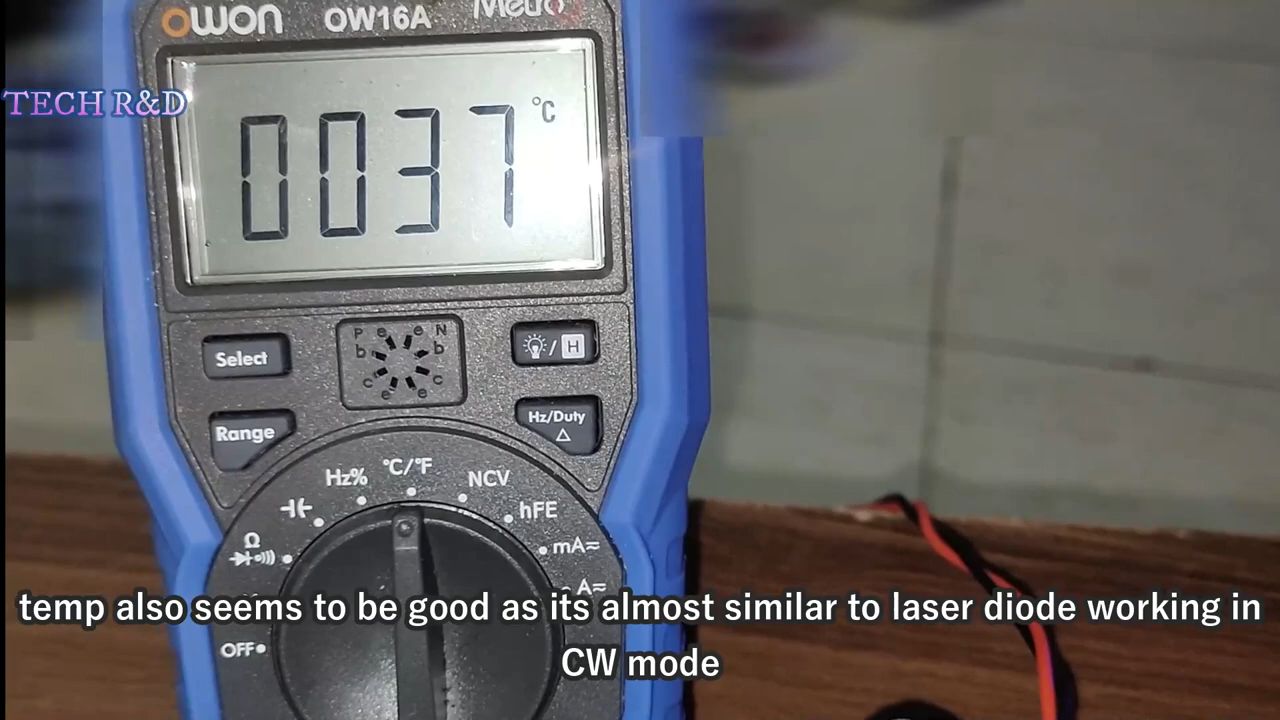 owon OW16A Metro
TECH R&D
0037 °C
Select
P e e N
b b
c c
e e
H
Range
Hz/Duty
Hz% °C/°F NCV
hFE
Ω
mA
A
OFF
temp also seems to be good as its almost similar to laser diode working in
CW mode